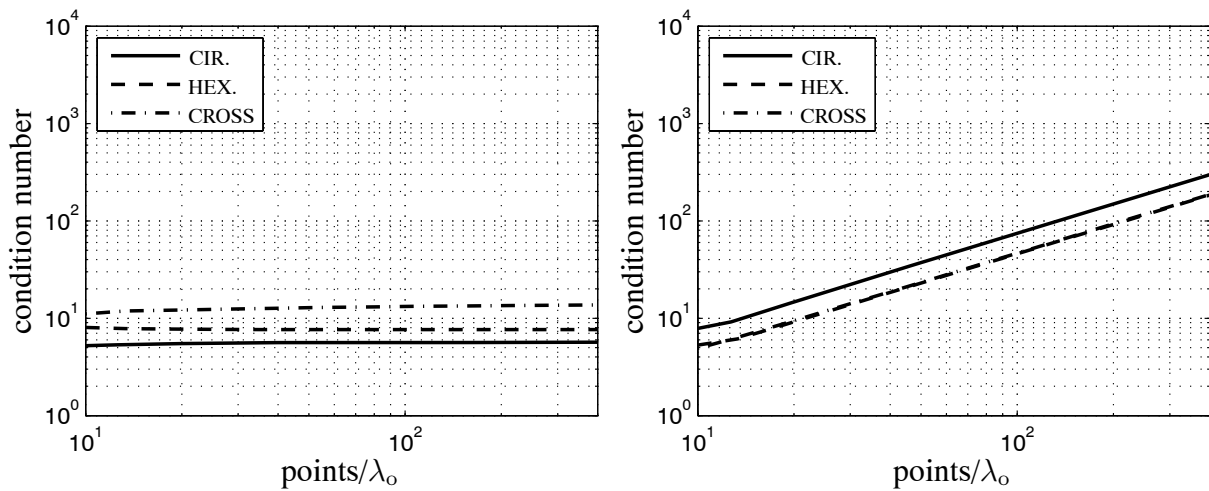 10^4
10^3
10^2
10^1
10^0
condition number
CIR.
HEX.
CROSS
10^1
10^2
points/λ_o
10^4
10^3
10^2
10^1
10^0
condition number
CIR.
HEX.
CROSS
10^1
10^2
points/λ_o